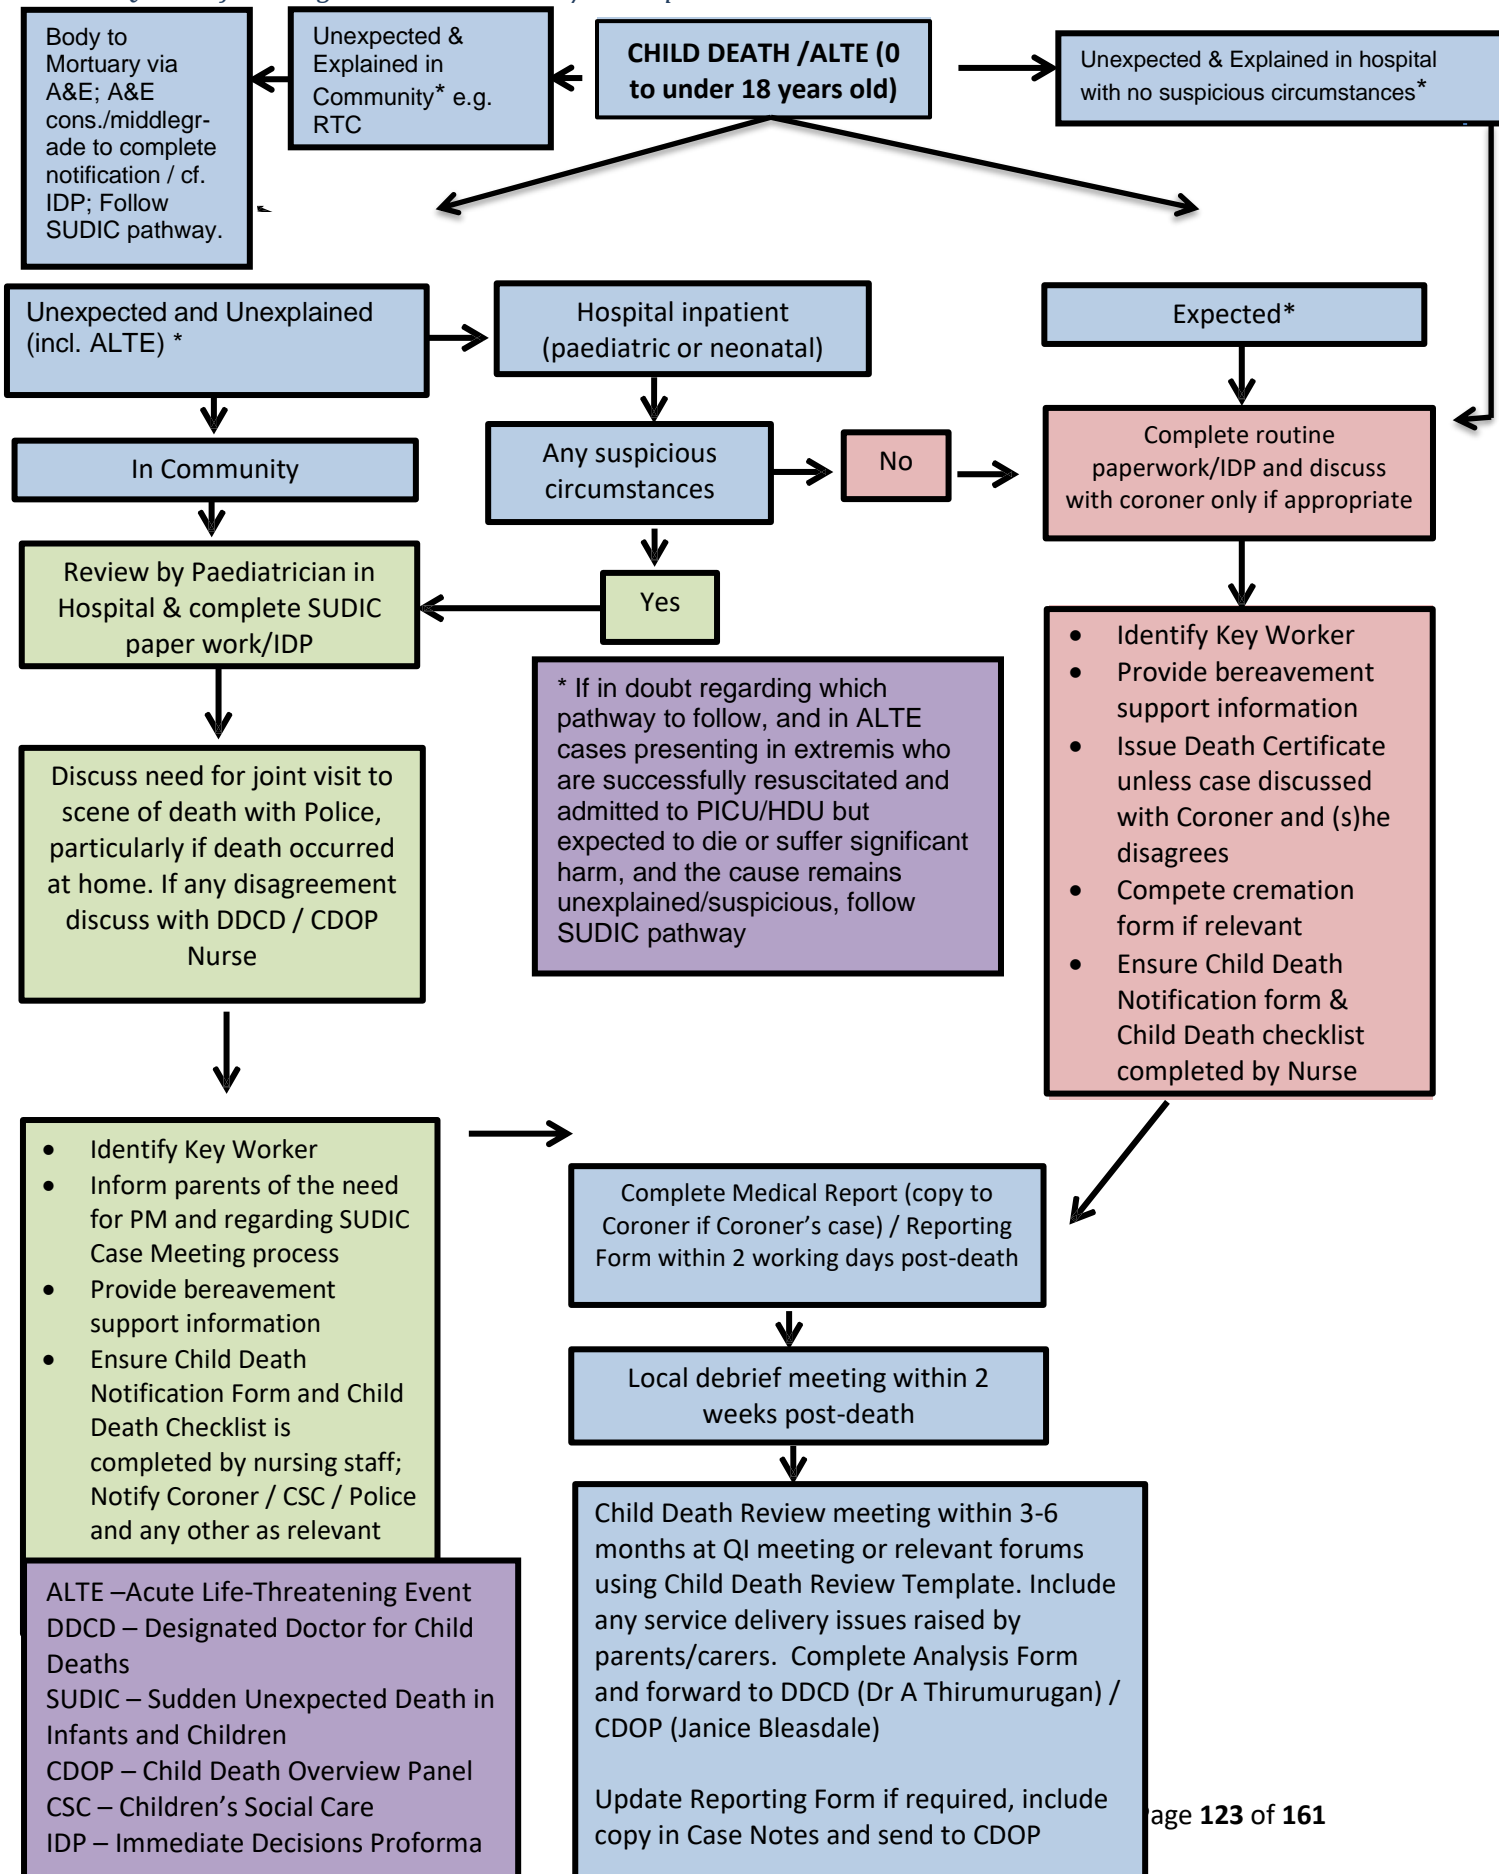 Body to
Mortuary via
A&E; A&E
cons./middlegr-
ade to complete
notification / cf.
IDP; Follow
SUDIC pathway.
Unexpected &
Explained in
Community* e.g.
RTC
CHILD DEATH /ALTE (0
to under 18 years old)
Unexpected & Explained in hospital
with no suspicious circumstances*
Unexpected and Unexplained
(incl. ALTE) *
Hospital inpatient
(paediatric or neonatal)
Expected*
In Community
Any suspicious
circumstances
No
Complete routine
paperwork/IDP and discuss
with coroner only if appropriate
Review by Paediatrician in
Hospital & complete SUDIC
paper work/IDP
Yes
* If in doubt regarding which
pathway to follow, and in ALTE
cases presenting in extremis who
are successfully resuscitated and
admitted to PICU/HDU but
expected to die or suffer significant
harm, and the cause remains
unexplained/suspicious, follow
SUDIC pathway
• Identify Key Worker
• Provide bereavement
support information
• Issue Death Certificate
unless case discussed
with Coroner and (s)he
disagrees
• Compete cremation
form if relevant
• Ensure Child Death
Notification form &
Child Death checklist
completed by Nurse
Discuss need for joint visit to
scene of death with Police,
particularly if death occurred
at home. If any disagreement
discuss with DDCD / CDOP
Nurse
• Identify Key Worker
• Inform parents of the need
for PM and regarding SUDIC
Case Meeting process
• Provide bereavement
support information
• Ensure Child Death
Notification Form and Child
Death Checklist is
completed by nursing staff;
Notify Coroner / CSC / Police
and any other as relevant
Complete Medical Report (copy to
Coroner if Coroner’s case) / Reporting
Form within 2 working days post-death
Local debrief meeting within 2
weeks post-death
Child Death Review meeting within 3-6
months at QI meeting or relevant forums
using Child Death Review Template. Include
any service delivery issues raised by
parents/carers. Complete Analysis Form
and forward to DDCD (Dr A Thirumurugan) /
CDOP (Janice Bleasdale)
Update Reporting Form if required, include
copy in Case Notes and send to CDOP
ALTE –Acute Life-Threatening Event
DDCD – Designated Doctor for Child
Deaths
SUDIC – Sudden Unexpected Death in
Infants and Children
CDOP – Child Death Overview Panel
CSC – Children’s Social Care
IDP – Immediate Decisions Proforma
age 123 of 161